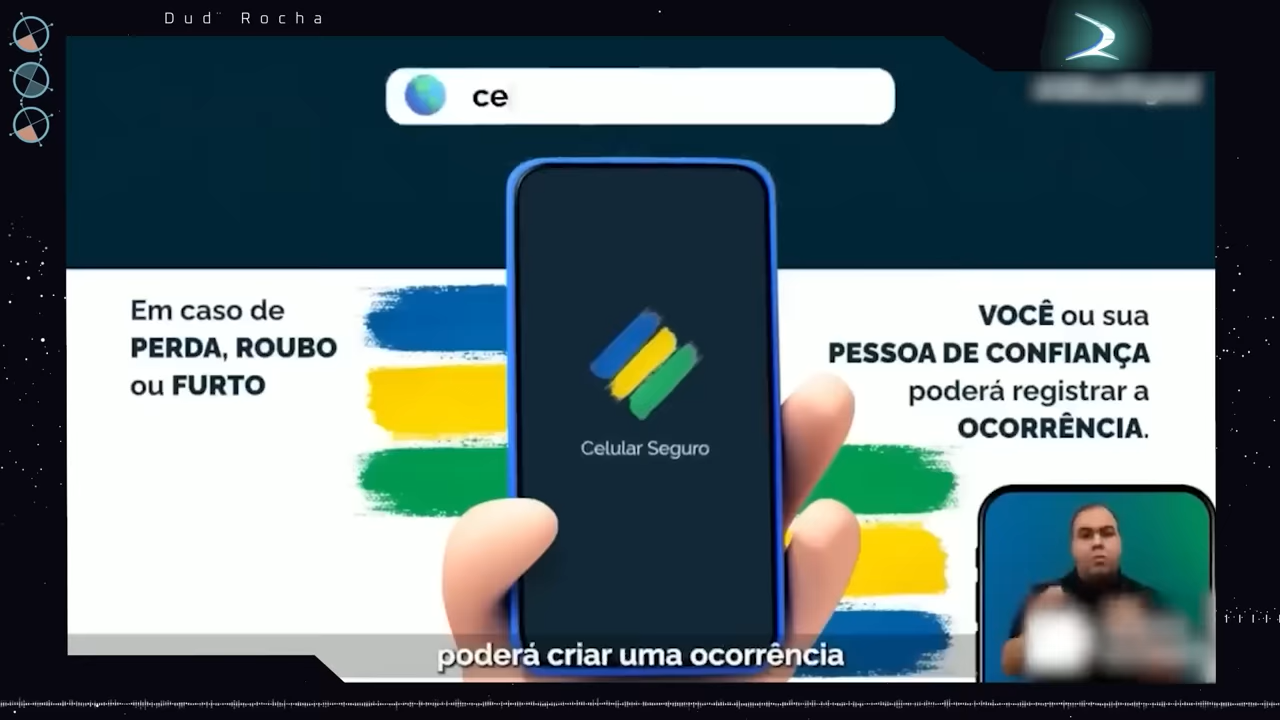 Dud¨ Rocha
ce
Em caso de
PERDA, ROUBO
ou FURTO
VOCÊ ou sua
PESSOA DE CONFIANÇA
poderá registrar a
OCORRÊNCIA.
Celular Seguro
poderá criar uma ocorrência